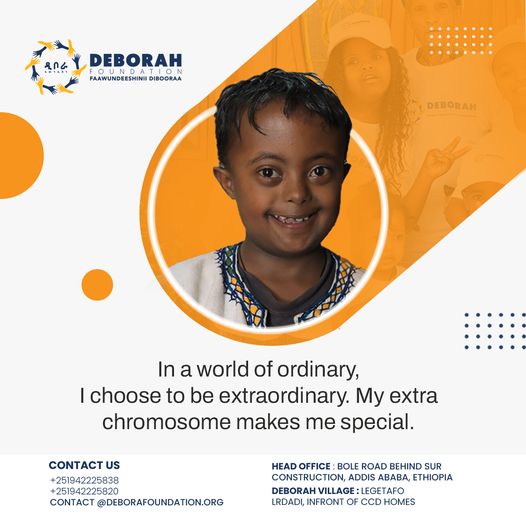 ዲቦራ
DEBORAH
FOUNDATION
FAAWUNDEESHINII DIBOORAA
DEBORAH
In a world of ordinary,
I choose to be extraordinary. My extra
chromosome makes me special.
CONTACT US
+251942225838
+251942225820
CONTACT @DEBORAFOUNDATION.ORG
HEAD OFFICE : BOLE ROAD BEHIND SUR
CONSTRUCTION, ADDIS ABABA, ETHIOPIA
DEBORAH VILLAGE : LEGETAFO
LRDADI, INFRONT OF CCD HOMES